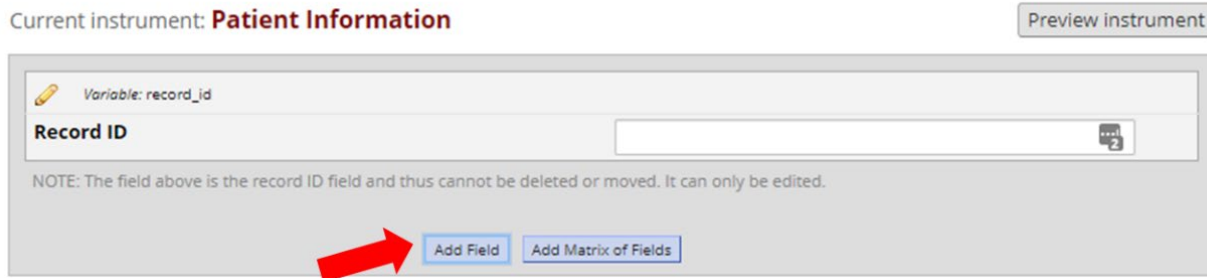 Current instrument: Patient Information
Preview instrument
Variable: record_id
Record ID
2
NOTE: The field above is the record ID field and thus cannot be deleted or moved. It can only be edited.
Add Field
Add Matrix of Fields